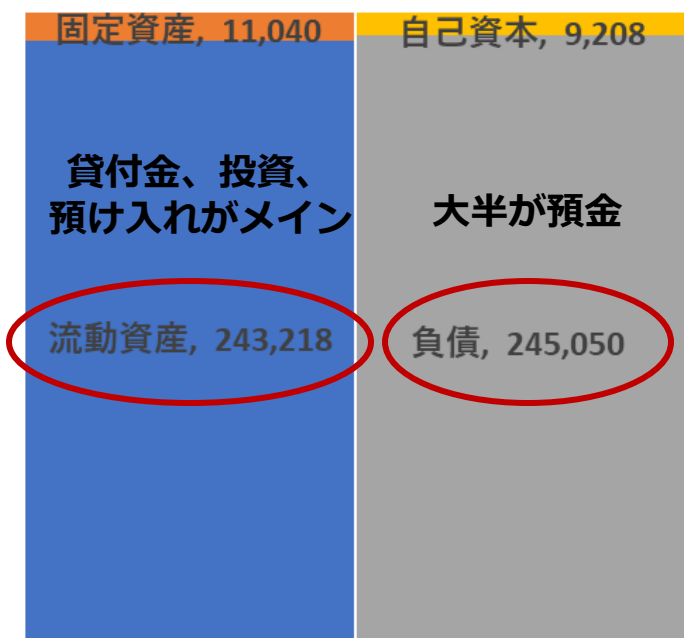 固定資産, 11,040
自己資本, 9,208
貸付金、投資、
預け入れがメイン
大半が預金
流動資産, 243,218
負債, 245,050